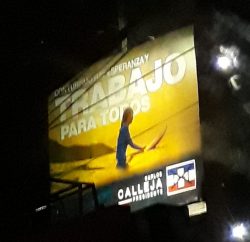 ESPERANZA Y
TRABAJO
PARA TODOS
CARLOS
CALLEJA
PRESIDENTE